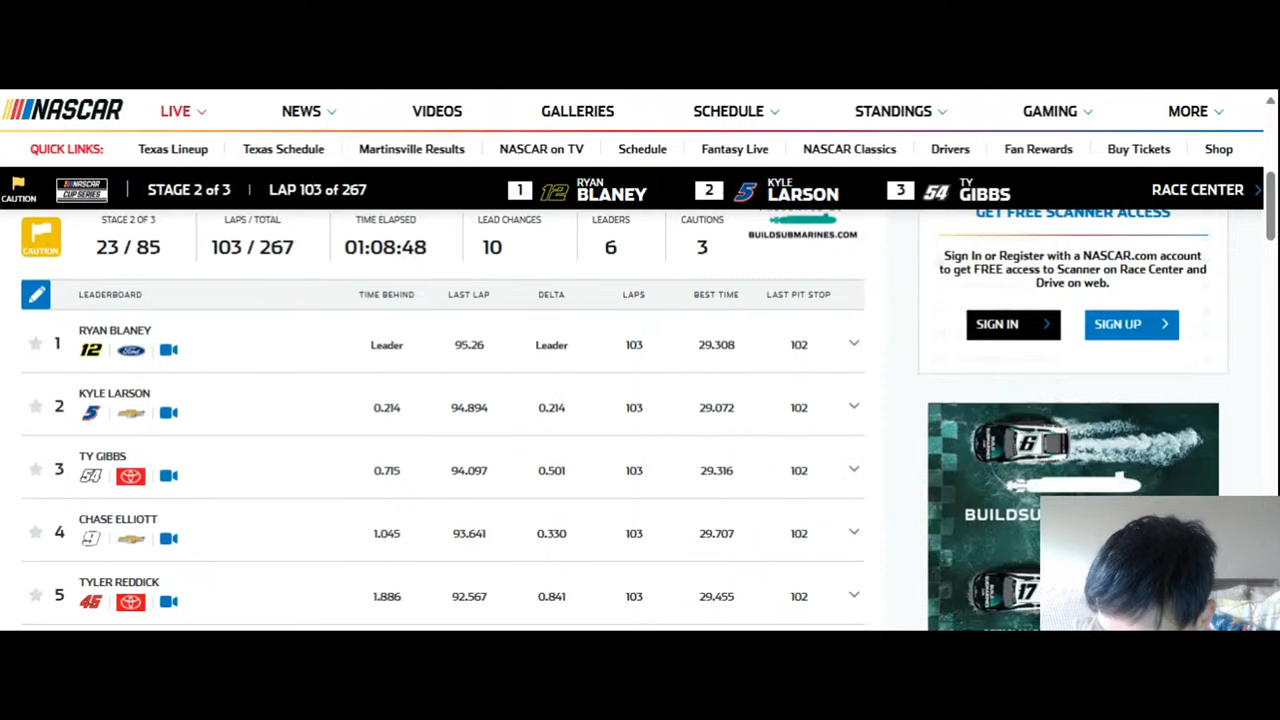 NASCAR LIVE NEWS VIDEOS GALLERIES SCHEDULE STANDINGS GAMING MORE
QUICK LINKS: Texas Lineup Texas Schedule Martinsville Results NASCAR on TV Schedule Fantasy Live NASCAR Classics Drivers Fan Rewards Buy Tickets Shop
CAUTION NASCAR CUP SERIES STAGE 2 OF 3 LAP 103 OF 267 1 12 RYAN BLANEY 2 5 KYLE LARSON 3 54 TY GIBBS RACE CENTER
CAUTION
STAGE 2 OF 3 LAPS / TOTAL TIME ELAPSED LEAD CHANGES LEADERS CAUTIONS
23 / 85 103 / 267 01:08:48 10 6 3
BUILDSUBMARINES.COM
LEADERBOARD TIME BEHIND LAST LAP DELTA LAPS BEST TIME LAST PIT STOP
1 RYAN BLANEY 12 Ford Leader 95.26 Leader 103 29.308 102
2 KYLE LARSON 5 0.214 94.894 0.214 103 29.072 102
3 TY GIBBS 54 0.715 94.097 0.501 103 29.316 102
4 CHASE ELLIOTT 9 1.045 93.641 0.330 103 29.707 102
5 TYLER REDDICK 45 1.886 92.567 0.841 103 29.455 102
GET FREE SCANNER ACCESS
Sign In or Register with a NASCAR.com account
to get FREE access to Scanner on Race Center and
Drive on web.
SIGN IN SIGN UP
6
BUILDSU
17